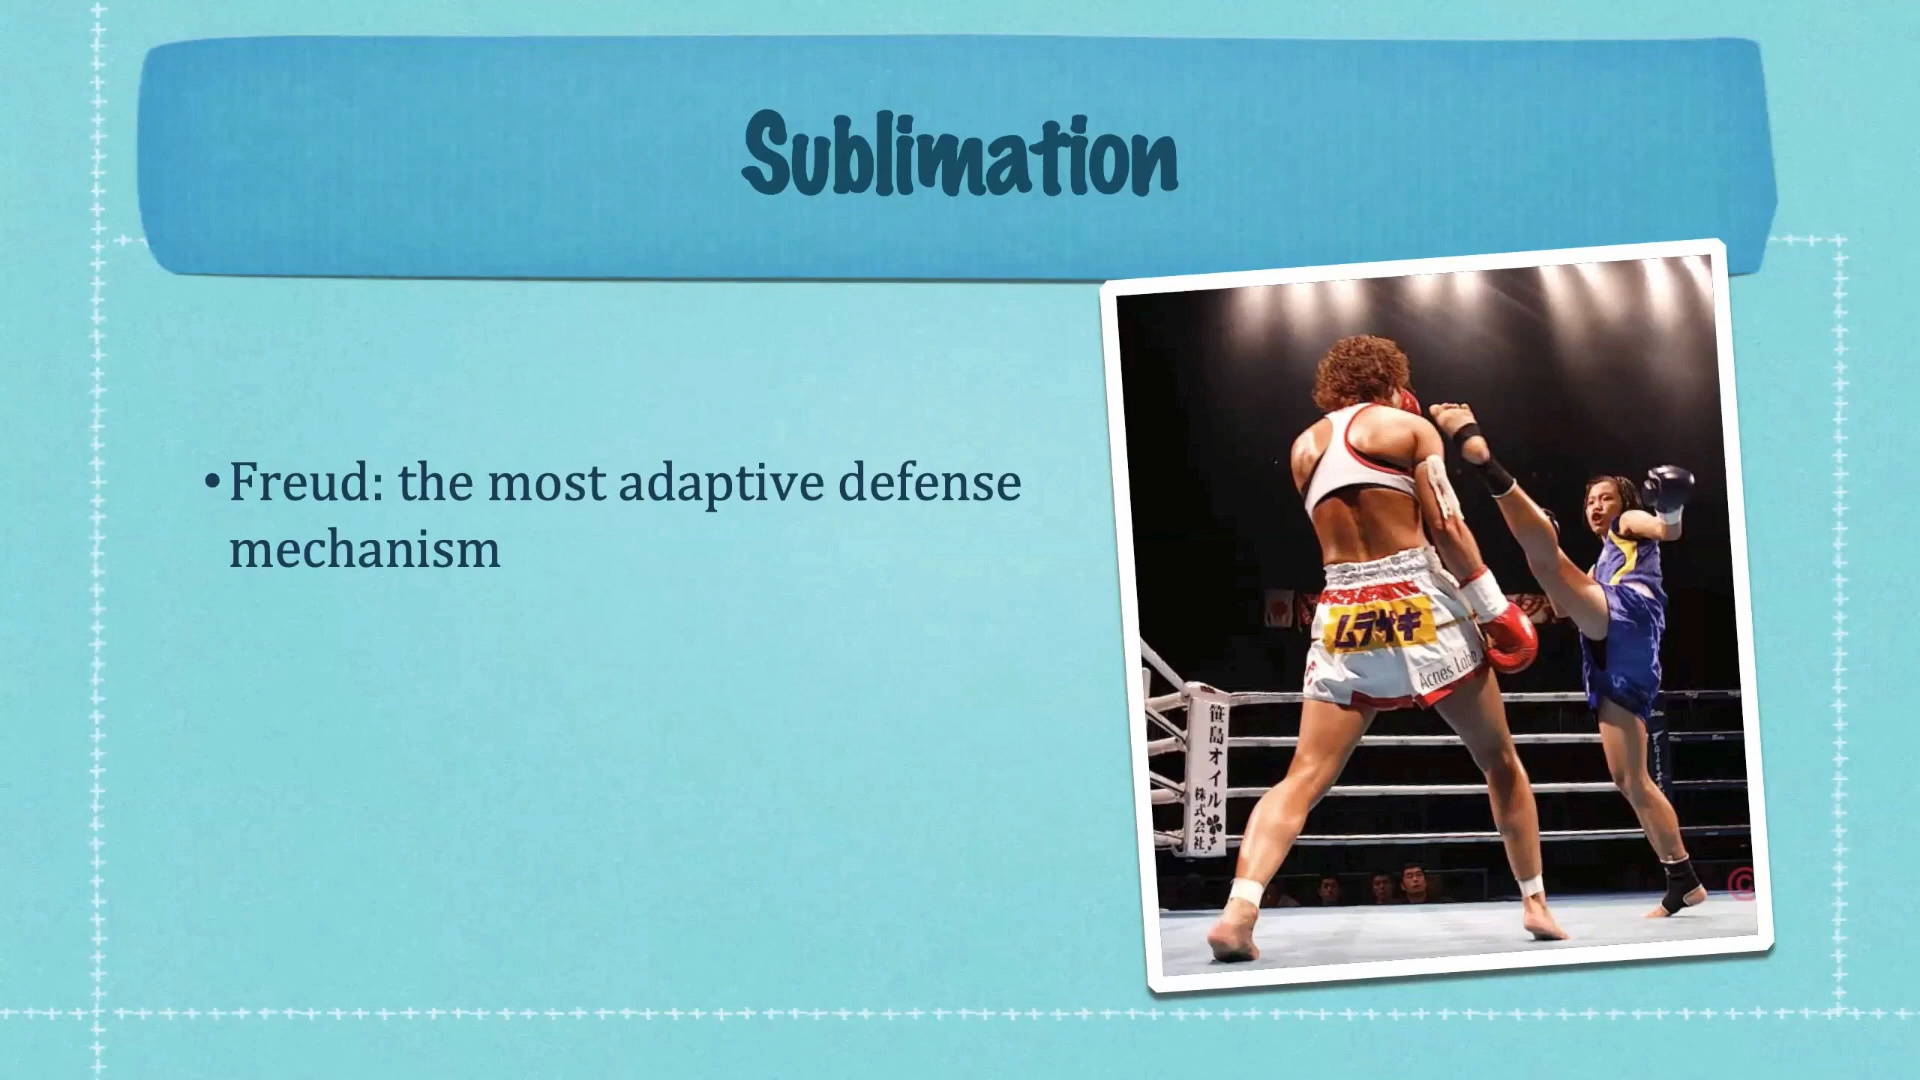 Sublimation
• Freud: the most adaptive defense
mechanism
ムラサキ
Acnes Labo
笹島オイル
株式会社
©